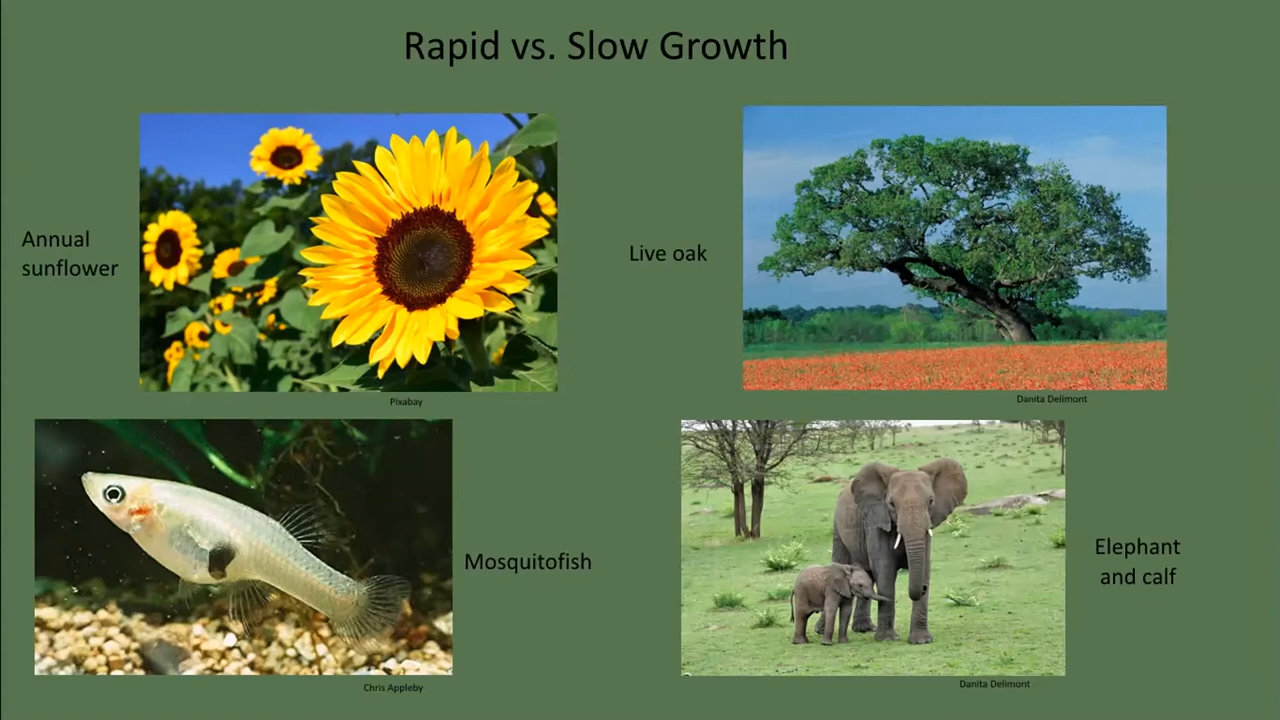 Rapid vs. Slow Growth
Annual
sunflower
Live oak
Pixabay
Danita Delimont
Mosquitofish
Elephant
and calf
Chris Appleby
Danita Delimont